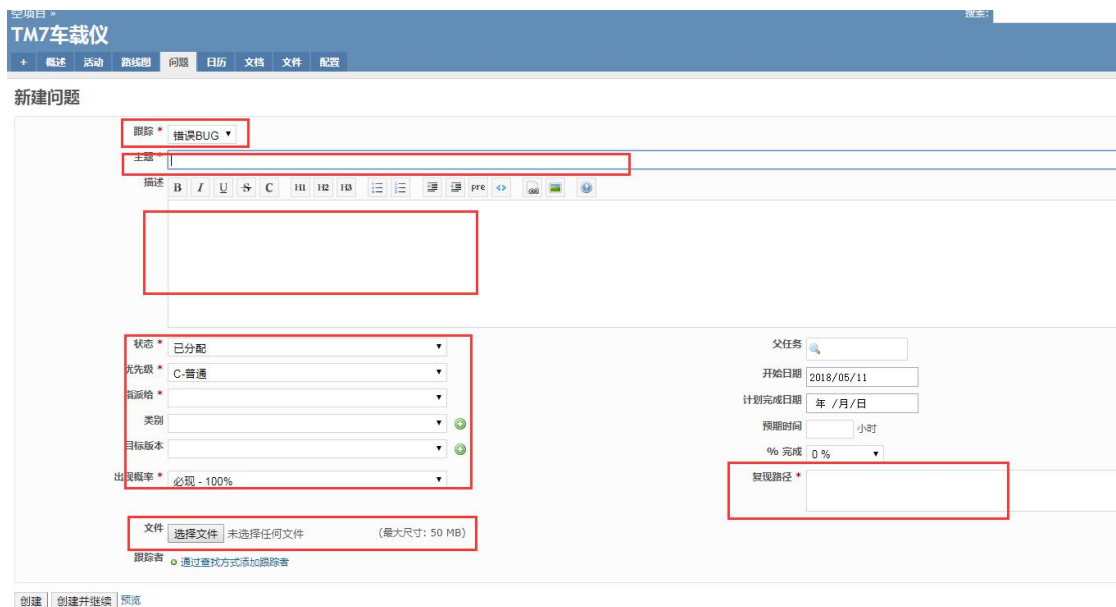 空项目 » 搜索:
TM7车载仪
+ 概述 活动 路线图 问题 日历 文档 文件 配置
新建问题
跟踪 * 错误BUG
主题 *
描述 B I U S C H1 H2 H3 pre <>
状态 * 已分配 父任务
优先级 * C-普通 开始日期 2018/05/11
指派给 * 计划完成日期 年 /月/日
类别 预期时间 小时
目标版本 % 完成 0 %
出现概率 * 必现 - 100% 复现路径 *
文件 选择文件 未选择任何文件 (最大尺寸: 50 MB)
跟踪者 通过查找方式添加跟踪者
创建 创建并继续 预览